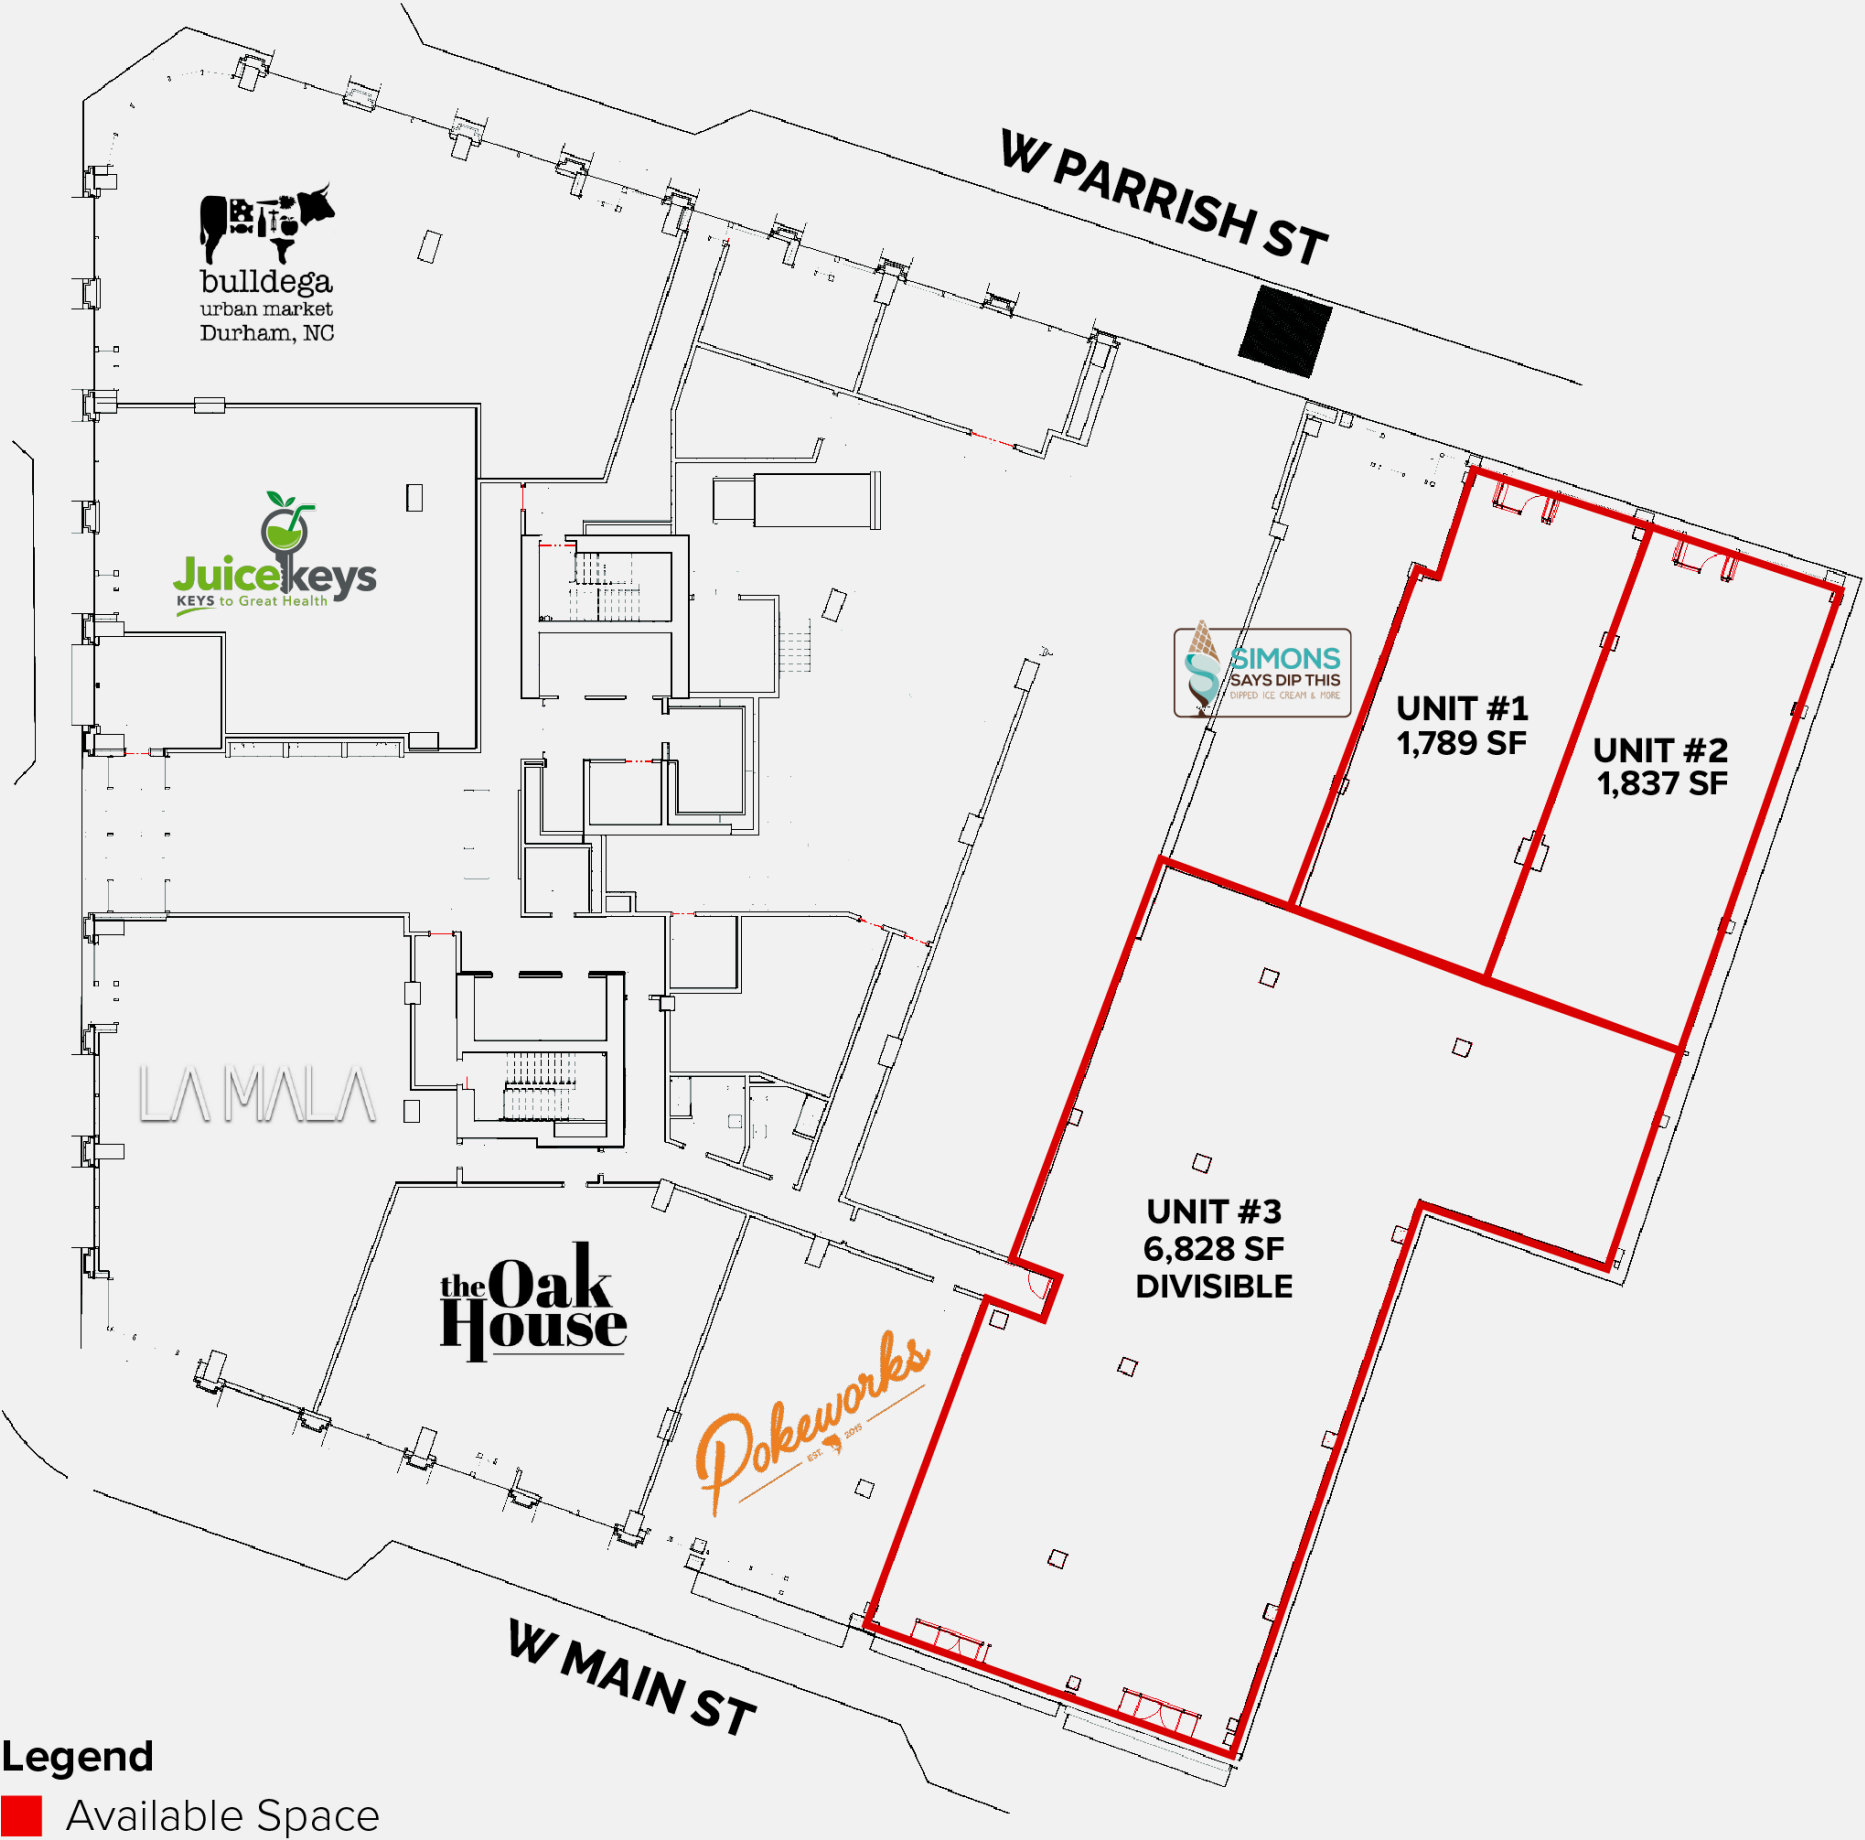 W PARRISH ST
bulldega
urban market
Durham, NC
Juicekeys
KEYS to Great Health
SIMONS
SAYS DIP THIS
DIPPED ICE CREAM & MORE
UNIT #1
1,789 SF
UNIT #2
1,837 SF
LA MALA
UNIT #3
6,828 SF
DIVISIBLE
the Oak
House
Pokeworks
EST. 2015
W MAIN ST
Legend
Available Space